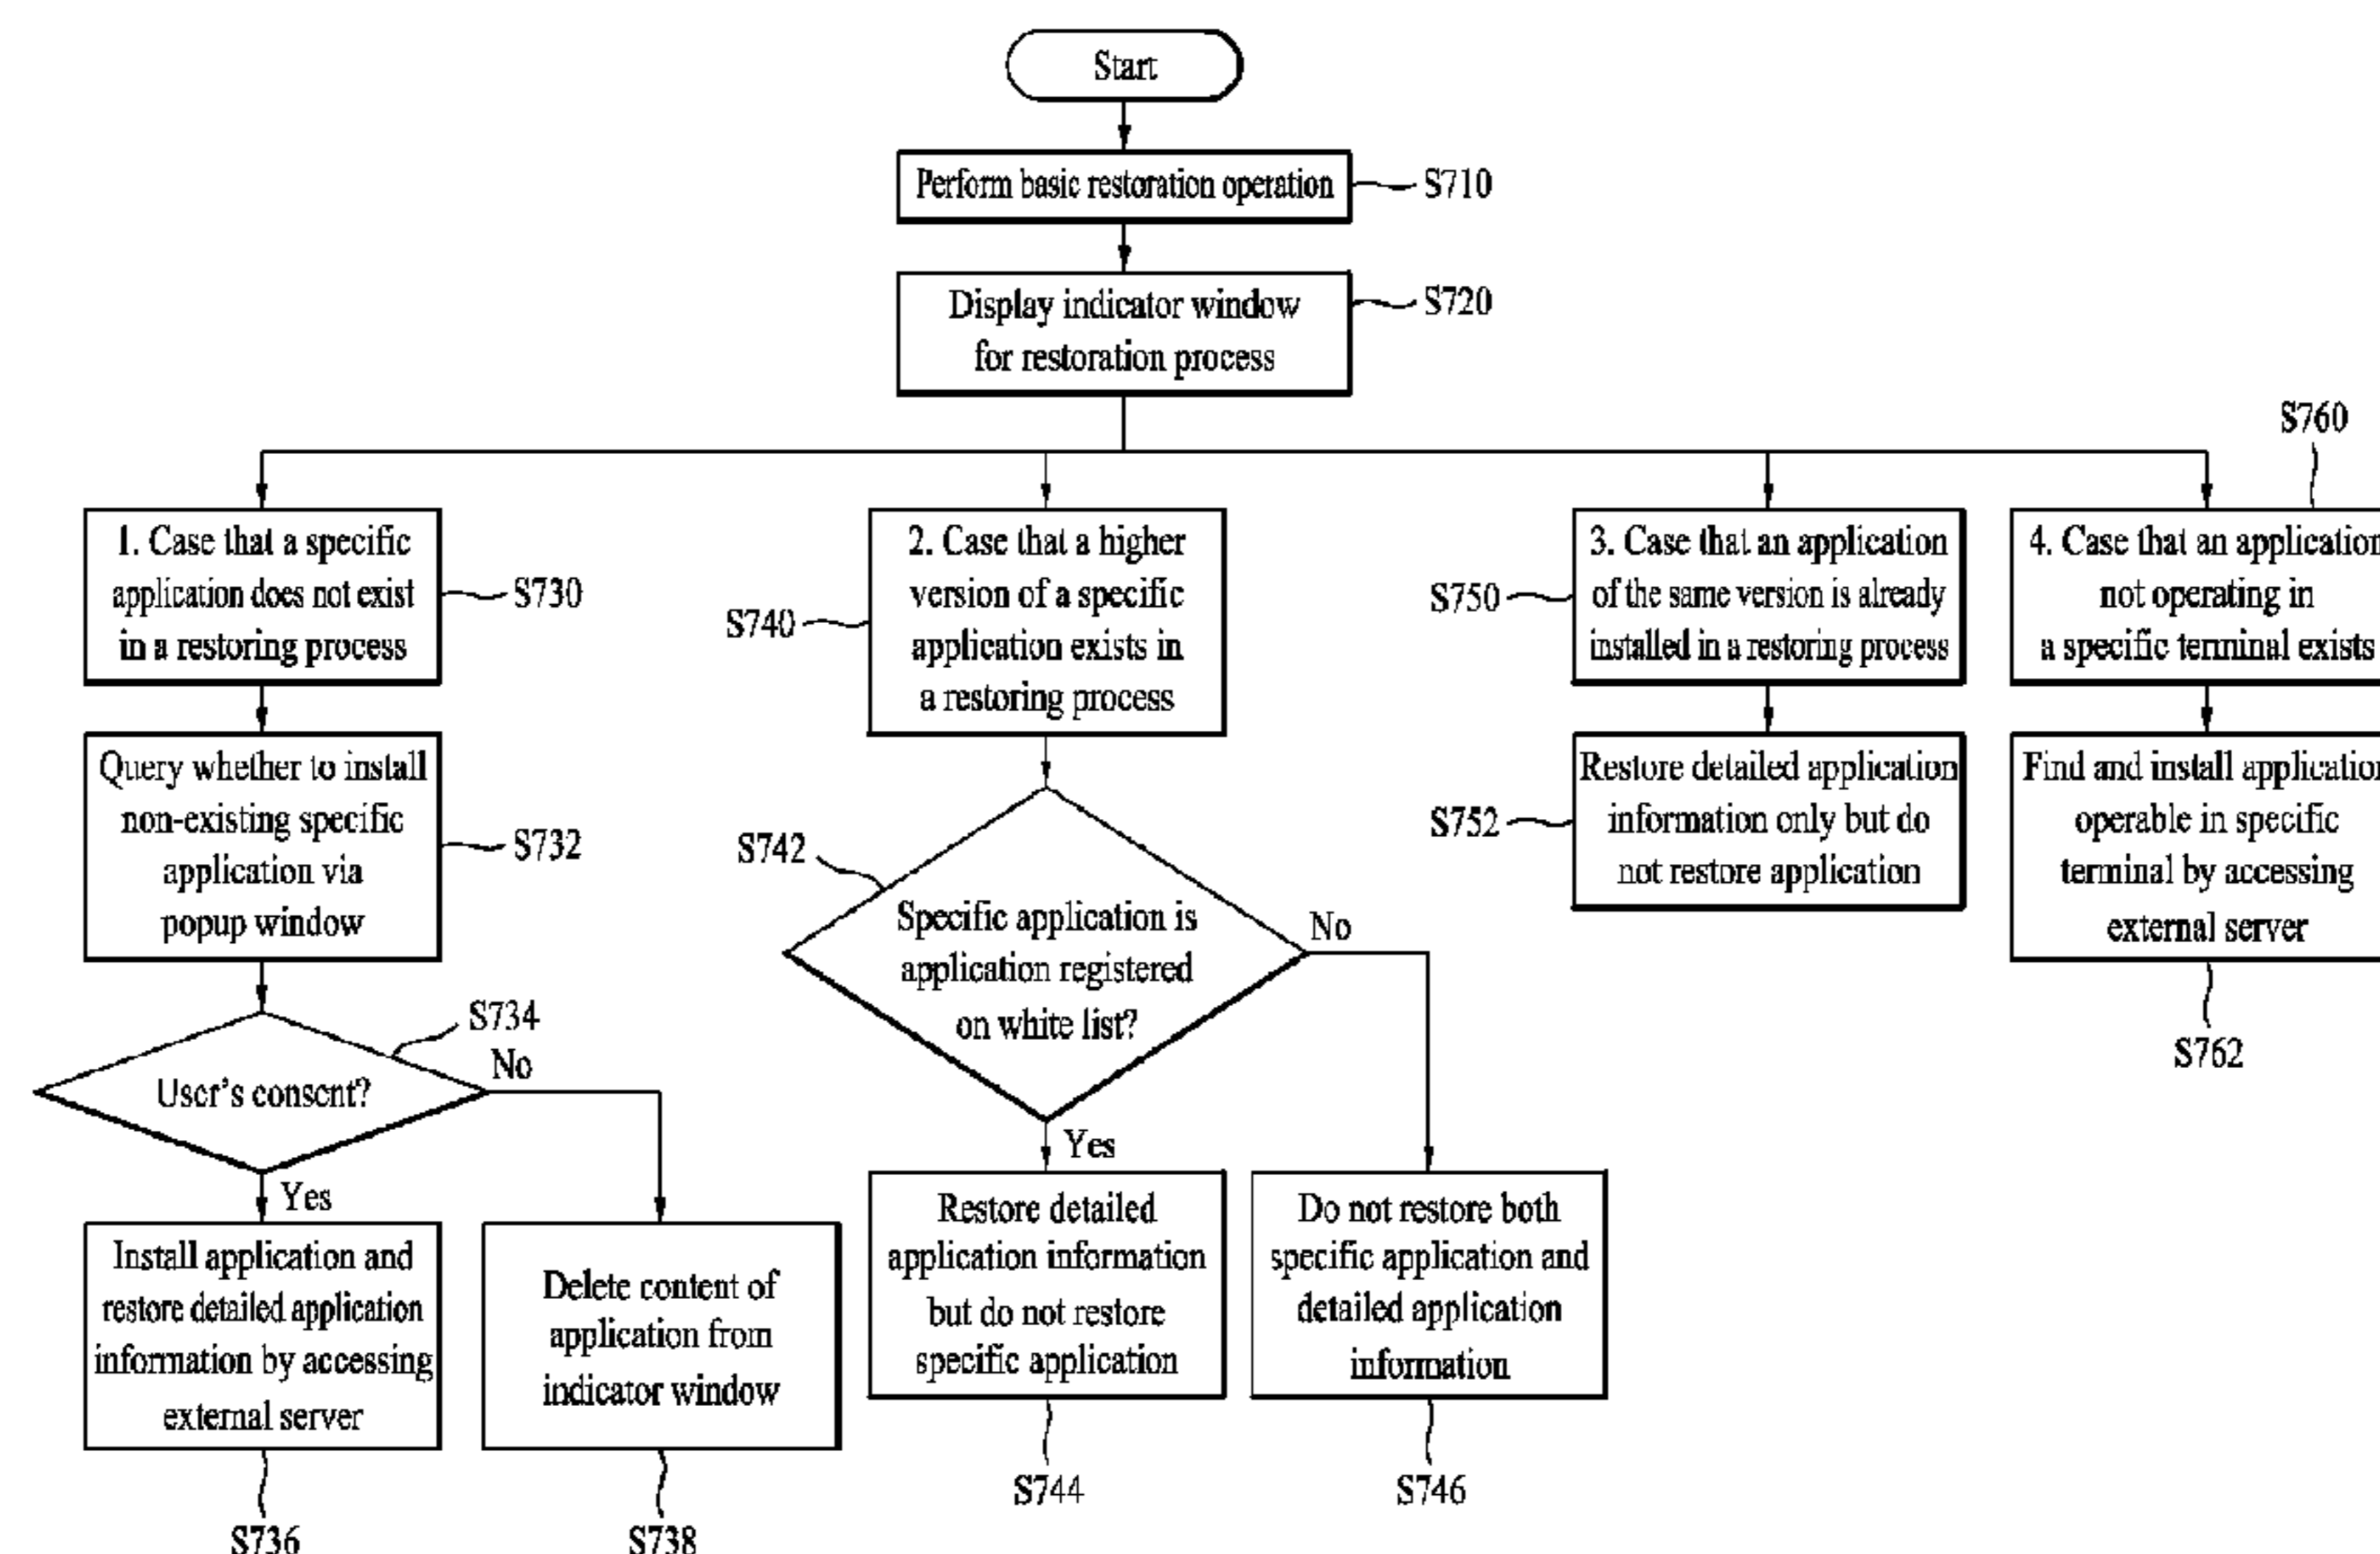 Start
Perform basic restoration operation
S710
Display indicator window
for restoration process
S720
S760
1. Case that a specific
application does not exist
in a restoring process
S730
2. Case that a higher
version of a specific
application exists in
a restoring process
S740
3. Case that an application
of the same version is already
installed in a restoring process
S750
4. Case that an application
not operating in
a specific terminal exists
Query whether to install
non-existing specific
application via
popup window
S732
S742
Specific application is
application registered
on white list?
No
Yes
Restore detailed application
information only but do
not restore application
S752
Find and install application
operable in specific
terminal by accessing
external server
S762
S734
User's consent?
No
Yes
Install application and
restore detailed application
information by accessing
external server
S736
Delete content of
application from
indicator window
S738
Restore detailed
application information
but do not restore
specific application
S744
Do not restore both
specific application and
detailed application
information
S746